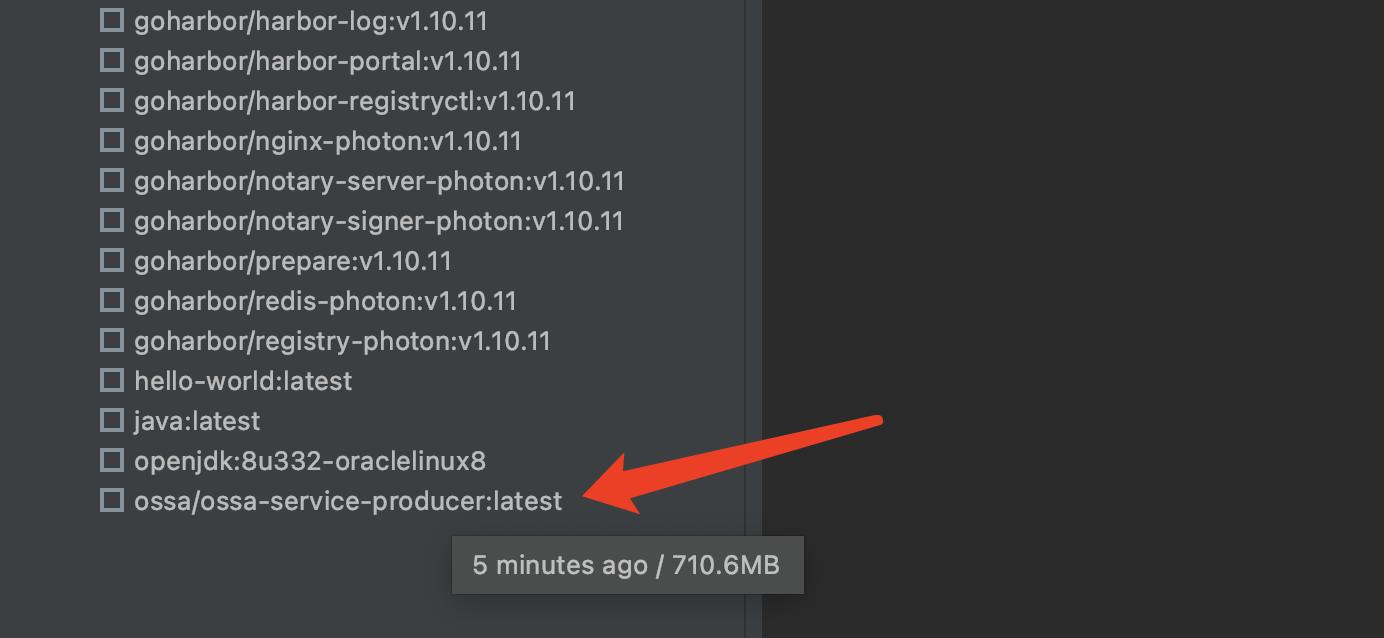 goharbor/harbor-log:v1.10.11
goharbor/harbor-portal:v1.10.11
goharbor/harbor-registryctl:v1.10.11
goharbor/nginx-photon:v1.10.11
goharbor/notary-server-photon:v1.10.11
goharbor/notary-signer-photon:v1.10.11
goharbor/prepare:v1.10.11
goharbor/redis-photon:v1.10.11
goharbor/registry-photon:v1.10.11
hello-world:latest
java:latest
openjdk:8u332-oraclelinux8
ossa/ossa-service-producer:latest
5 minutes ago / 710.6MB